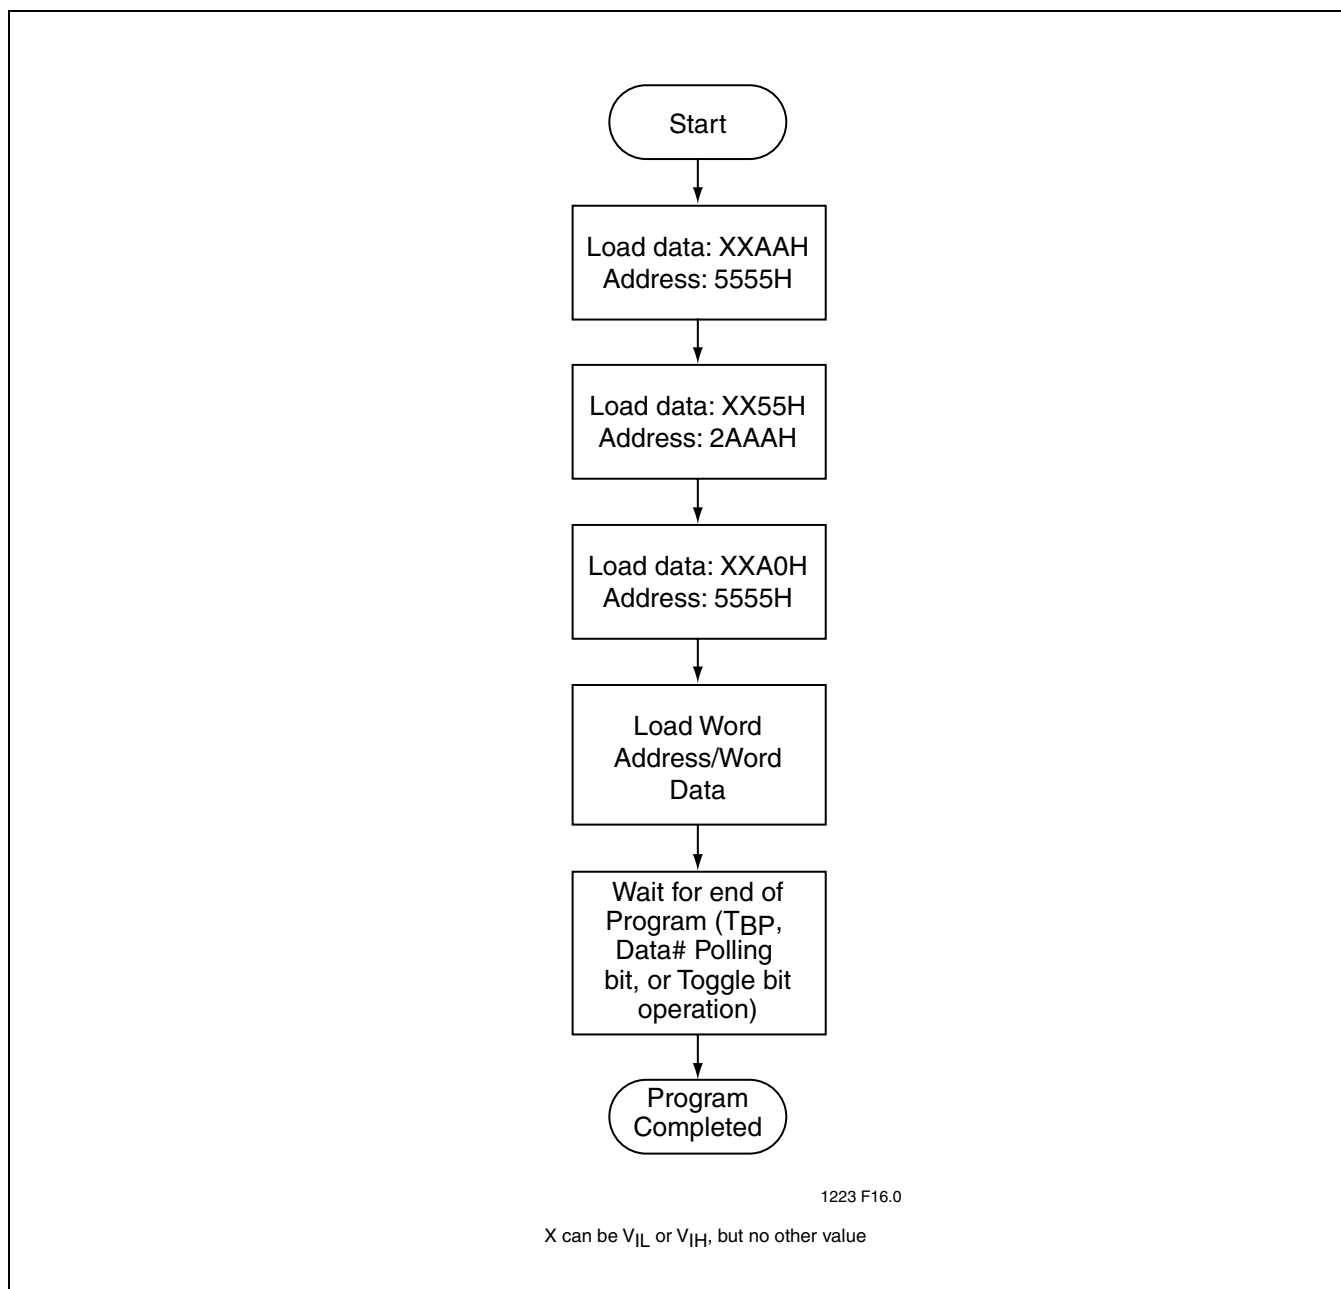 Start
Load data: XXAAH
Address: 5555H
Load data: XX55H
Address: 2AAAH
Load data: XXA0H
Address: 5555H
Load Word
Address/Word
Data
Wait for end of
Program (TBP,
Data# Polling
bit, or Toggle bit
operation)
Program
Completed
1223 F16.0
X can be VIL or VIH, but no other value